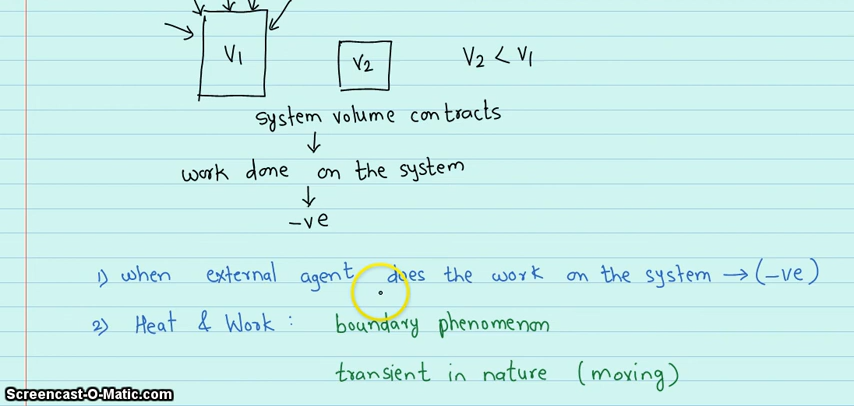 V1
V2
V2 < V1
system volume contracts
↓
work done on the system
↓
-ve
1) when external agent does the work on the system → (-ve)
2) Heat & Work : boundary phenomenon
transient in nature (moving)
Screencast-O-Matic.com